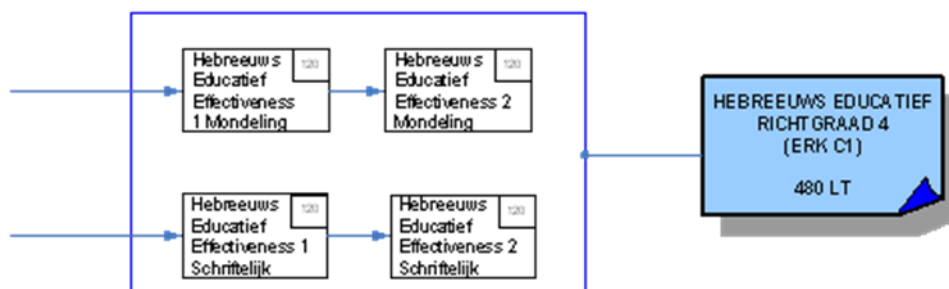 Hebreeuws 120
Educatief
Effectiveness
1 Mondeling
Hebreeuws 120
Educatief
Effectiveness 2
Mondeling
HEBREEUWS EDUCATIEF
RICHTGRAAD 4
(ERK C1)
480 LT
Hebreeuws 120
Educatief
Effectiveness 1
Schriftelijk
Hebreeuws 120
Educatief
Effectiveness 2
Schriftelijk